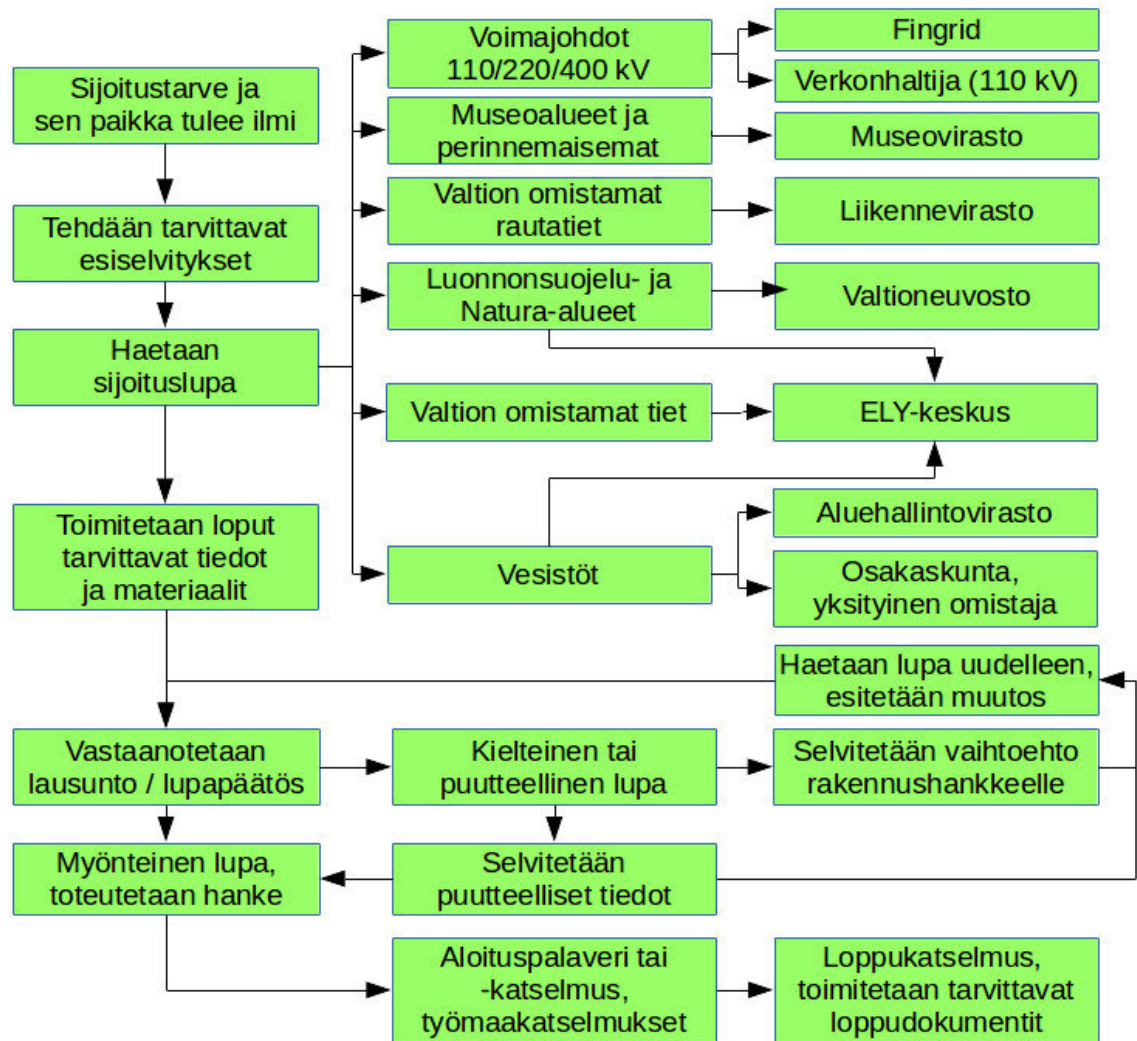 Sijoitustarve ja
sen paikka tulee ilmi
Tehdään tarvittavat
esiselvitykset
Haetaan
sijoituslupa
Voimajohdot
110/220/400 kV
Fingrid
Verkonhaltija (110 kV)
Museoalueet ja
perinnemaisemat
Museovirasto
Valtion omistamat
rautatiet
Liikennevirasto
Luonnonsuojelu- ja
Natura-alueet
Valtioneuvosto
Valtion omistamat tiet
ELY-keskus
Vesistöt
Aluehallintovirasto
Osakaskunta,
yksityinen omistaja
Toimitetaan loput
tarvittavat tiedot
ja materiaalit
Haetaan lupa uudelleen,
esitetään muutos
Vastaanotetaan
lausunto / lupapäätös
Kielteinen tai
puutteellinen lupa
Selvitetään vaihtoehto
rakennushankkeelle
Myönteinen lupa,
toteutetaan hanke
Selvitetään
puutteelliset tiedot
Aloituspalaveri tai
-katselmus,
työmaakatselmukset
Loppukatselmus,
toimitetaan tarvittavat
loppudokumentit